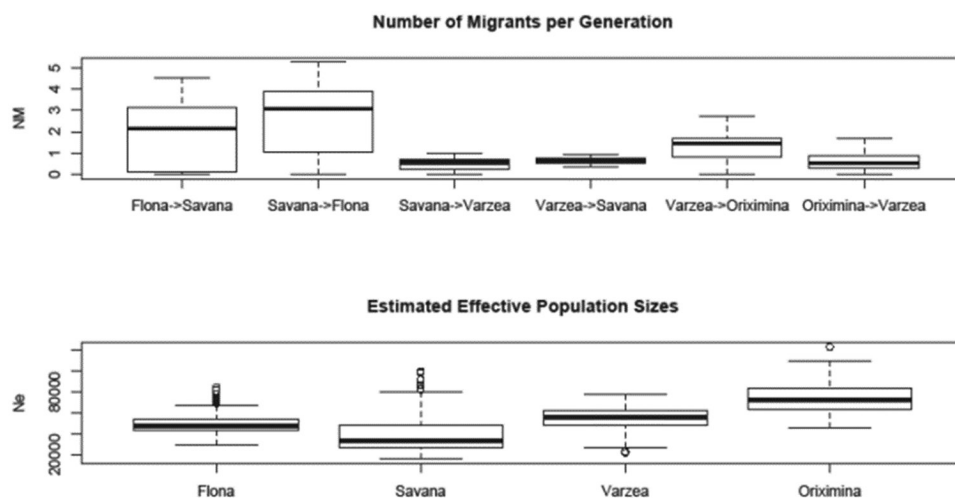 Number of Migrants per Generation
NM
5
4
3
2
1
0
Flona->Savana Savana->Flona Savana->Varzea Varzea->Savana Varzea->Oriximina Oriximina->Varzea
Estimated Effective Population Sizes
Ne
80000
20000
Flona Savana Varzea Oriximina